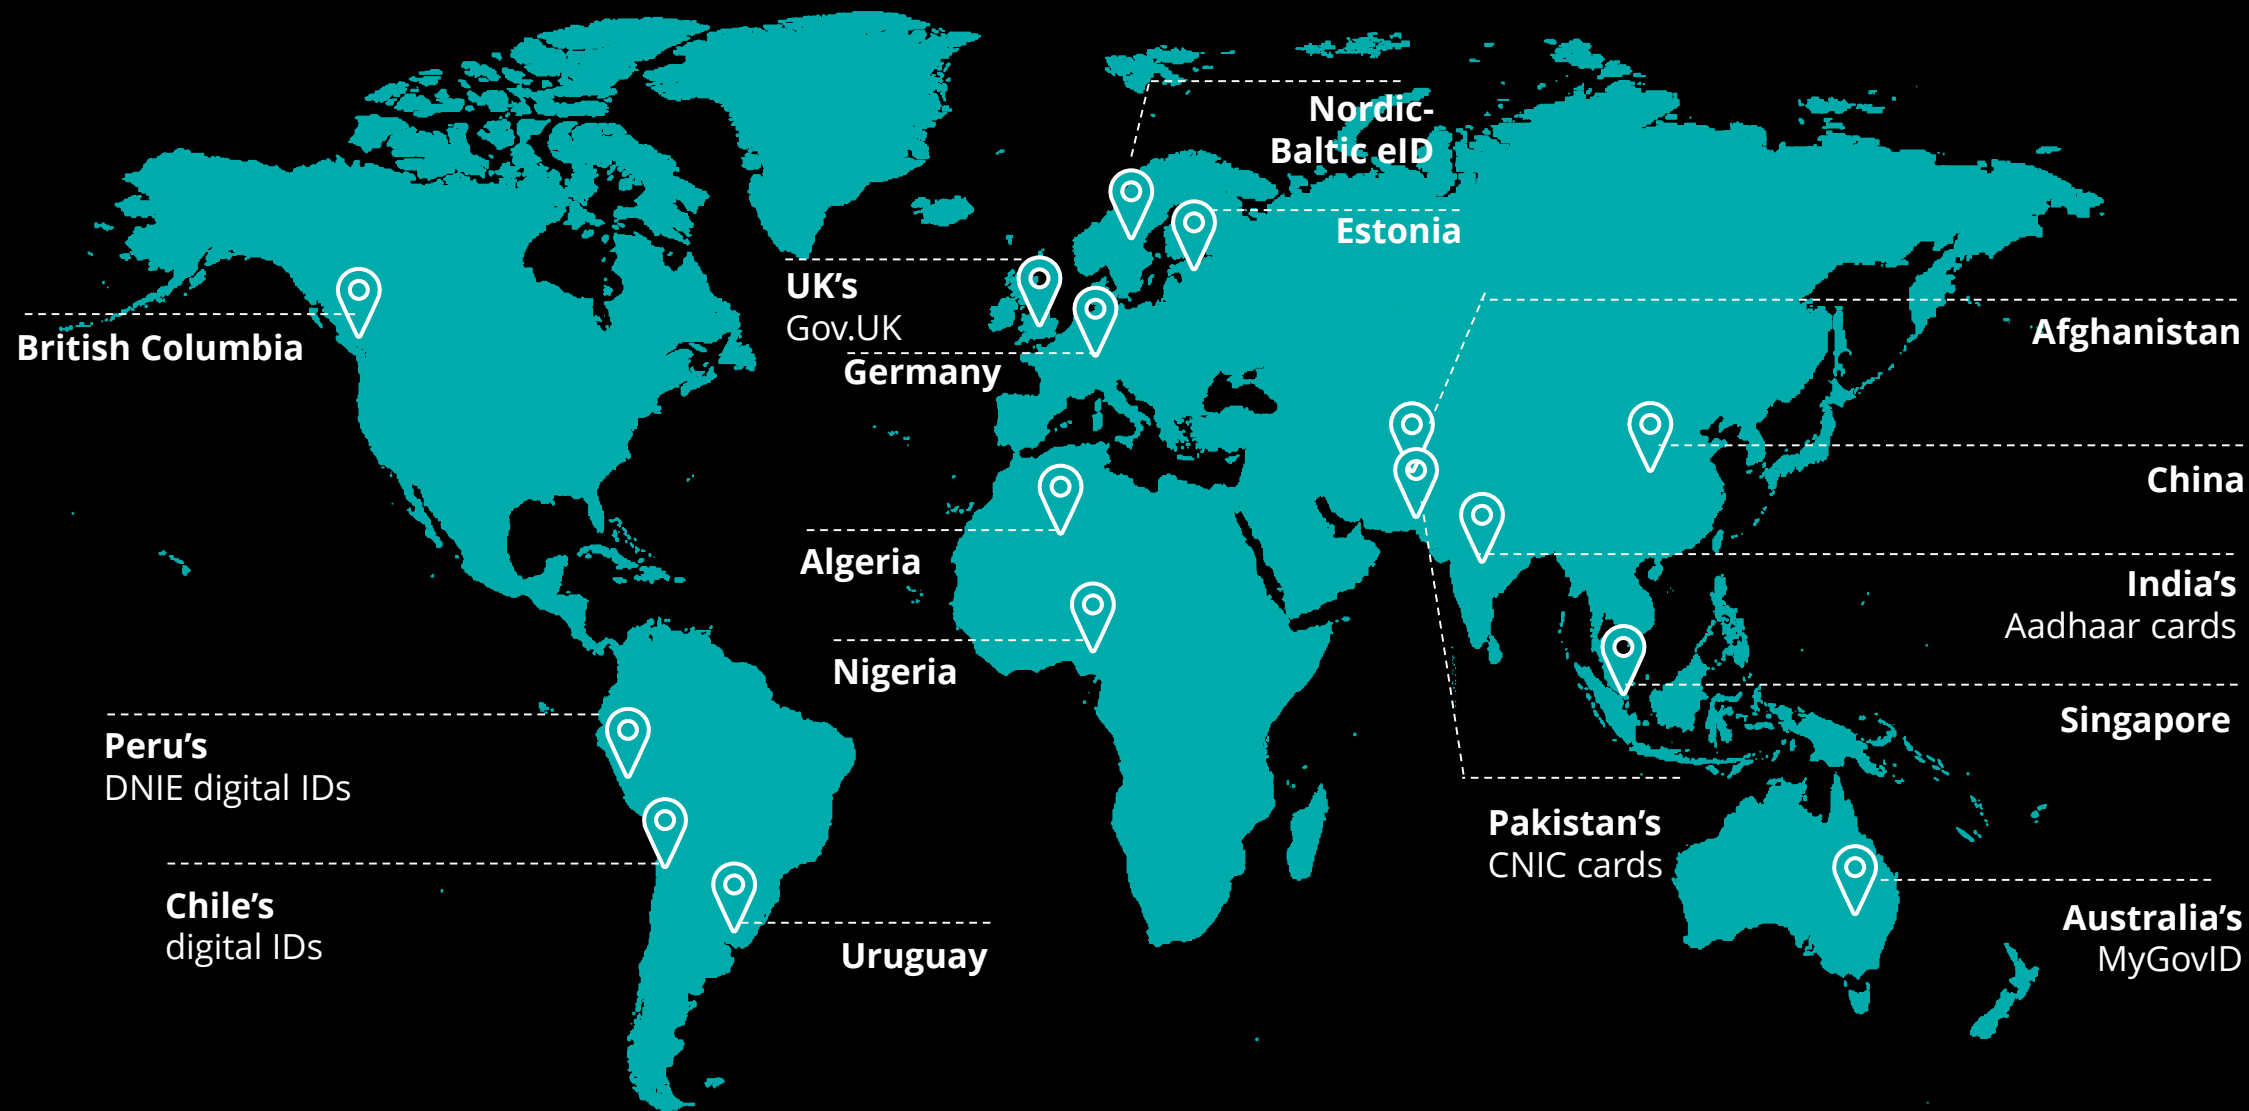 Nordic-
Baltic eID
Estonia
UK’s
Gov.UK
Germany
British Columbia
Afghanistan
China
Algeria
India’s
Aadhaar cards
Nigeria
Singapore
Peru’s
DNIE digital IDs
Pakistan’s
CNIC cards
Chile’s
digital IDs
Uruguay
Australia’s
MyGovID